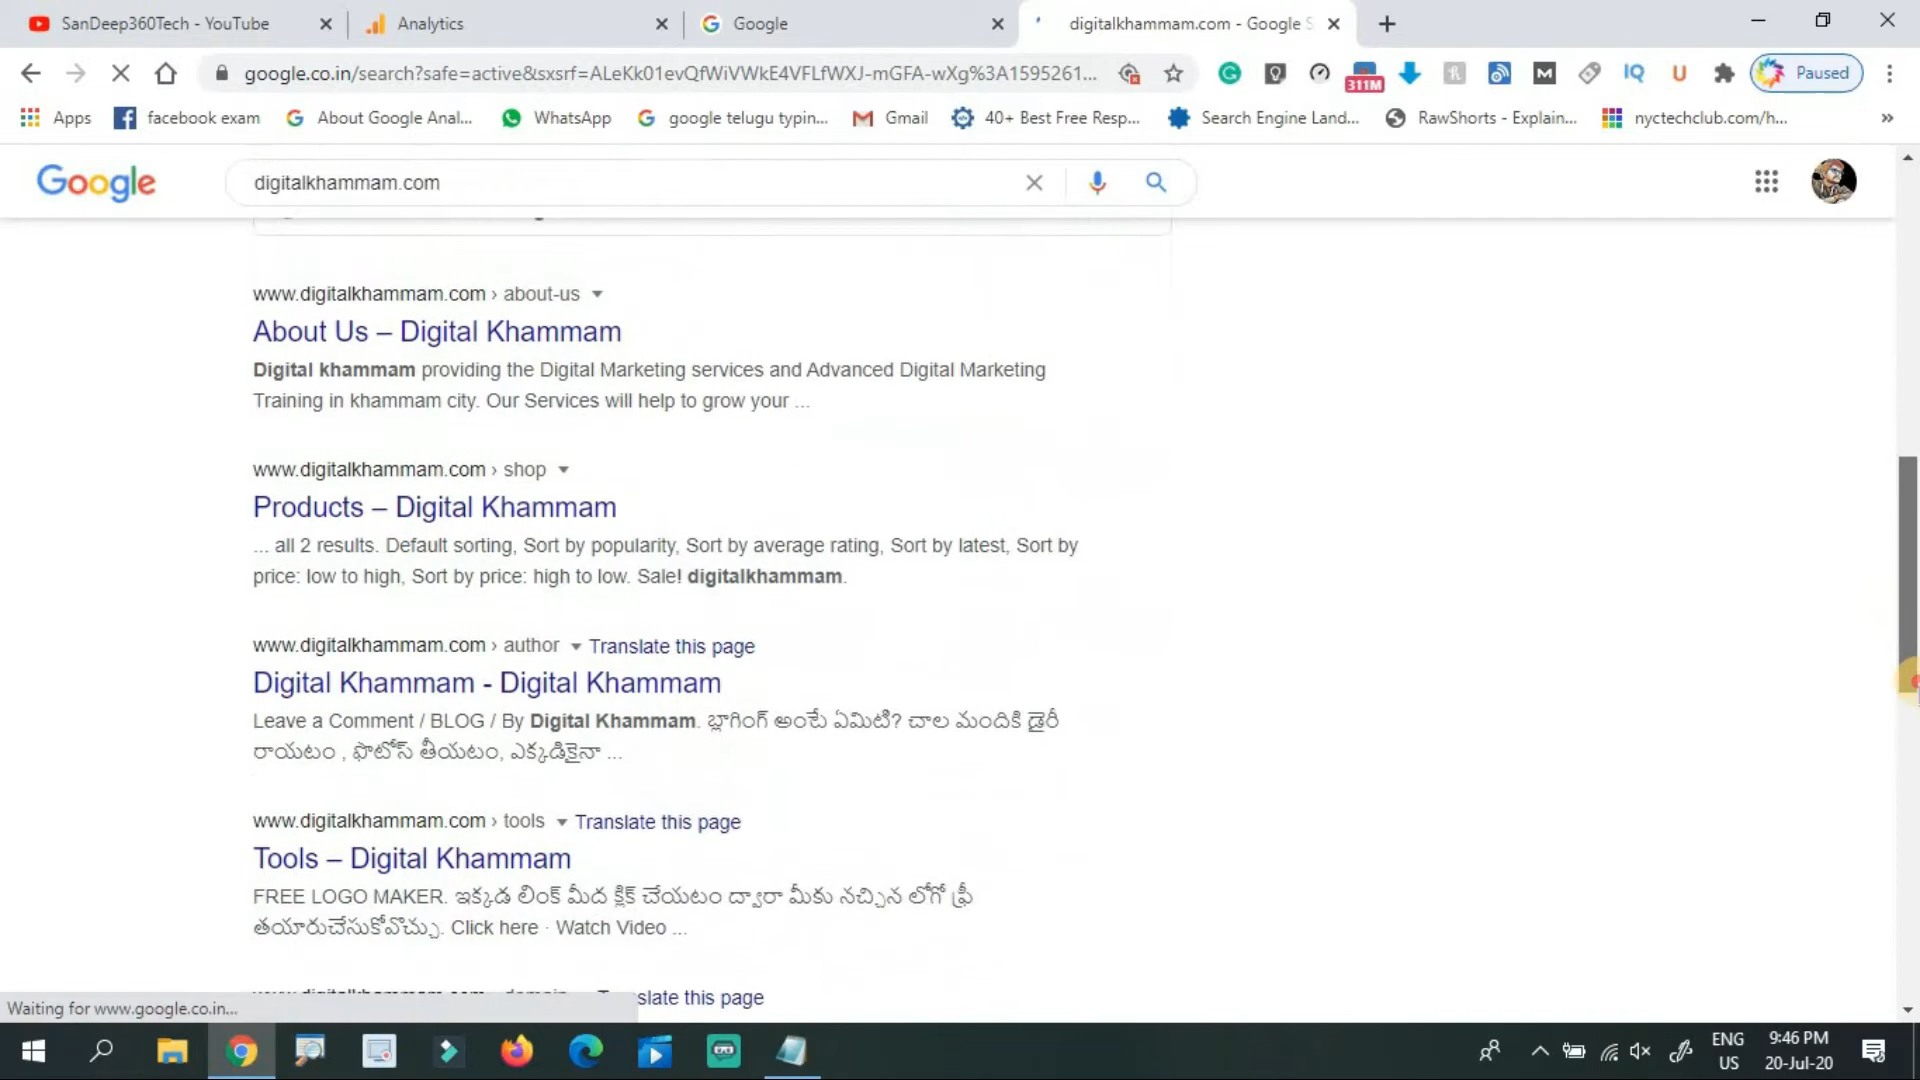 SanDeep360Tech - YouTube
Analytics
Google
digitalkhammam.com - Google S
google.co.in/search?safe=active&sxsrf=ALeKk01evQfWiVWkE4VFLfWXJ-mGFA-wXg%3A1595261...
311M
Paused
Apps
facebook exam
About Google Anal...
WhatsApp
google telugu typin...
Gmail
40+ Best Free Resp...
Search Engine Land...
RawShorts - Explain...
nyctechclub.com/h...
Google
digitalkhammam.com
www.digitalkhammam.com › about-us
About Us – Digital Khammam
Digital khammam providing the Digital Marketing services and Advanced Digital Marketing
Training in khammam city. Our Services will help to grow your ...
www.digitalkhammam.com › shop
Products – Digital Khammam
... all 2 results. Default sorting, Sort by popularity, Sort by average rating, Sort by latest, Sort by
price: low to high, Sort by price: high to low. Sale! digitalkhammam.
www.digitalkhammam.com › author Translate this page
Digital Khammam - Digital Khammam
Leave a Comment / BLOG / By Digital Khammam. బ్లాగింగ్ అంటే ఏమిటి? చాల మందికి డైరీ
రాయటం , ఫొటోస్ తీయటం, ఎక్కడికైనా ...
www.digitalkhammam.com › tools Translate this page
Tools – Digital Khammam
FREE LOGO MAKER. ఇక్కడ లింక్ మీద క్లిక్ చేయటం ద్వారా మీకు నచ్చిన లోగో ఫ్రీ
తయారుచేసుకోవొచ్చు. Click here · Watch Video ...
slate this page
Waiting for www.google.co.in...
ENG
US
9:46 PM
20-Jul-20